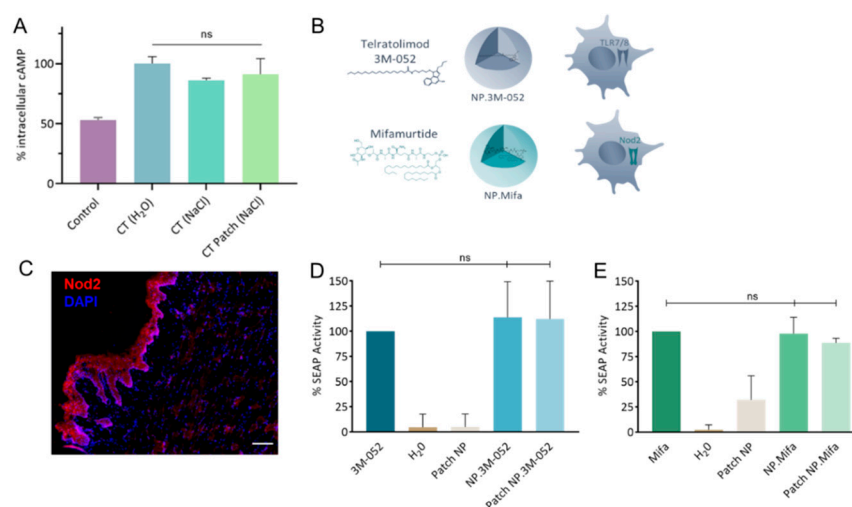 A
% intracellular cAMP
100
50
0
ns
Control
CT (H₂O)
CT (NaCl)
CT Patch (NaCl)
B
Telratolimod
3M-052
NP.3M-052
Mifamurtide
NP.Mifa
Nod2
C
Nod2
DAPI
D
% SEAP Activity
150
125
100
75
50
25
0
ns
3M-052
H₂0
Patch NP
NP.3M-052
Patch NP.3M-052
E
% SEAP Activity
150
125
100
75
50
25
0
ns
Mifa
H₂0
Patch NP
NP.Mifa
Patch NP.Mifa